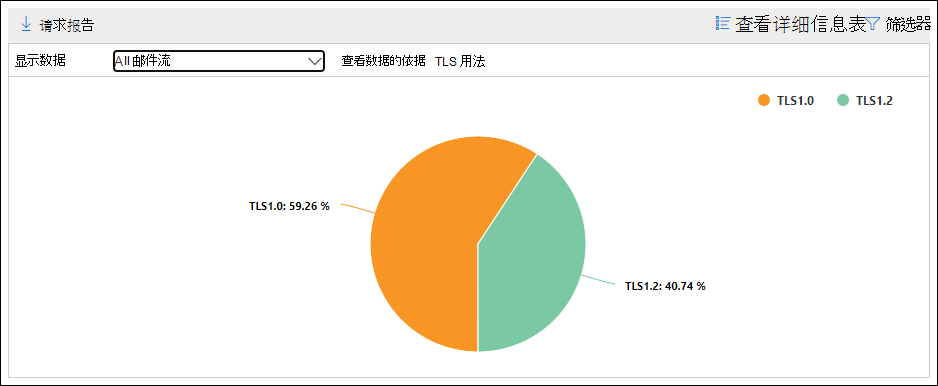 请求报告 查看详细信息表 筛选器
显示数据 All 邮件流 查看数据的依据 TLS 用法
TLS1.0 TLS1.2
TLS1.0: 59.26 %
TLS1.2: 40.74 %